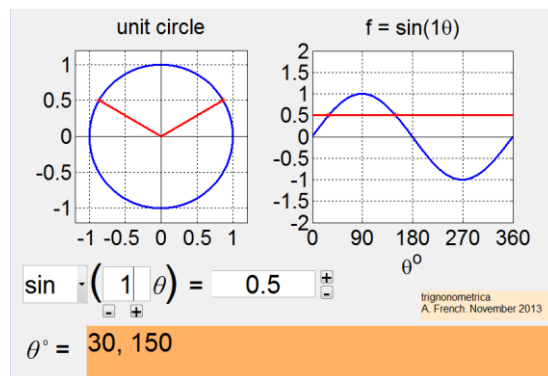 unit circle
f = sin(1θ)
1
0.5
0
-0.5
-1
-1 -0.5 0 0.5 1
2
1.5
1
0.5
0
-0.5
-1
-1.5
-2
0 90 180 270 360
θº
sin (1 θ) = 0.5
- +
+
-
trignonometrica
A. French. November 2013
θ° = 30, 150